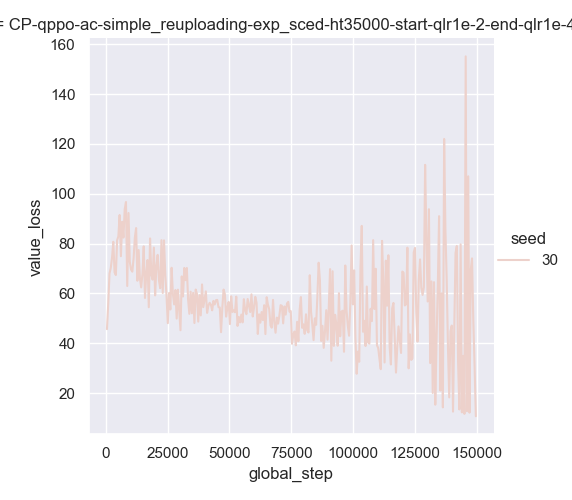 = CP-qppo-ac-simple_reuploading-exp_sced-ht35000-start-qlr1e-2-end-qlr1e-4
160
140
120
100
80
60
40
20
value_loss
0 25000 50000 75000 100000 125000 150000
global_step
seed
30